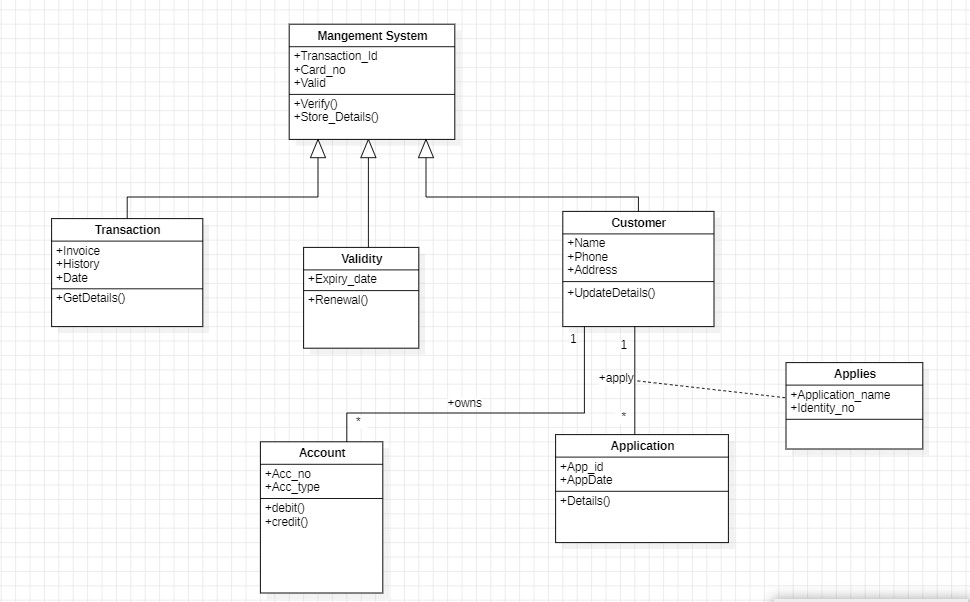 Mangement System
+Transaction_Id
+Card_no
+Valid
+Verify()
+Store_Details()
Transaction
+Invoice
+History
+Date
+GetDetails()
Validity
+Expiry_date
+Renewal()
Customer
+Name
+Phone
+Address
+UpdateDetails()
1
1
+apply
*
+owns
*
Applies
+Application_name
+Identity_no
Account
+Acc_no
+Acc_type
+debit()
+credit()
Application
+App_id
+AppDate
+Details()